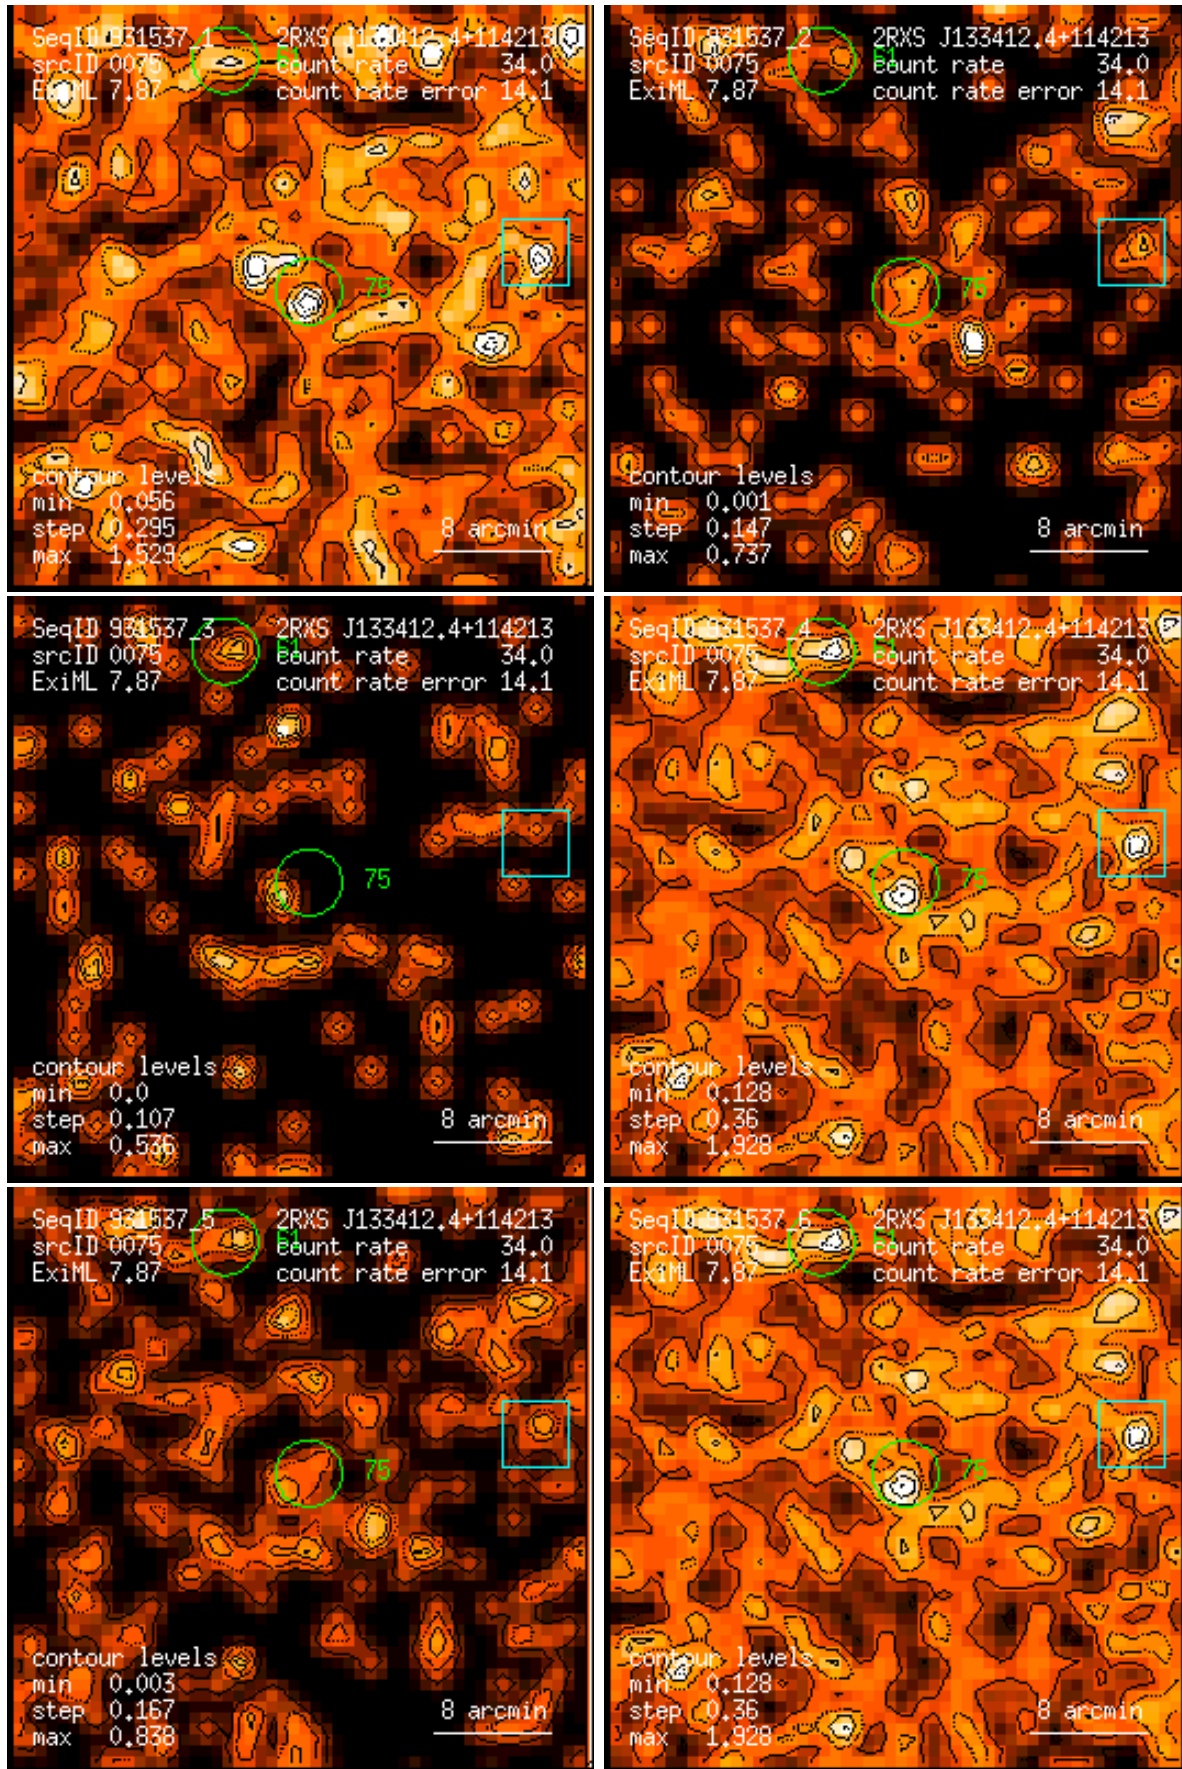 SeqID 931537_1 2RXS J133412.4+114213
srcID 0075 61 count rate 34.0
ExiML 7.87 count rate error 14.1
75
contour levels
min 0.056
step 0.295 8 arcmin
max 1.529
SeqID 931537_2 2RXS J133412.4+114213
srcID 0075 61 count rate 34.0
ExiML 7.87 count rate error 14.1
75
contour levels
min 0.001
step 0.147 8 arcmin
max 0.737
SeqID 931537_3 2RXS J133412.4+114213
srcID 0075 61 count rate 34.0
ExiML 7.87 count rate error 14.1
75
contour levels
min 0.0
step 0.107 8 arcmin
max 0.536
SeqID 931537_4 2RXS J133412.4+114213
srcID 0075 61 count rate 34.0
ExiML 7.87 count rate error 14.1
75
contour levels
min 0.128
step 0.36 8 arcmin
max 1.928
SeqID 931537_5 2RXS J133412.4+114213
srcID 0075 61 count rate 34.0
ExiML 7.87 count rate error 14.1
75
contour levels
min 0.003
step 0.167 8 arcmin
max 0.838
SeqID 931537_6 2RXS J133412.4+114213
srcID 0075 61 count rate 34.0
ExiML 7.87 count rate error 14.1
75
contour levels
min 0.128
step 0.36 8 arcmin
max 1.928